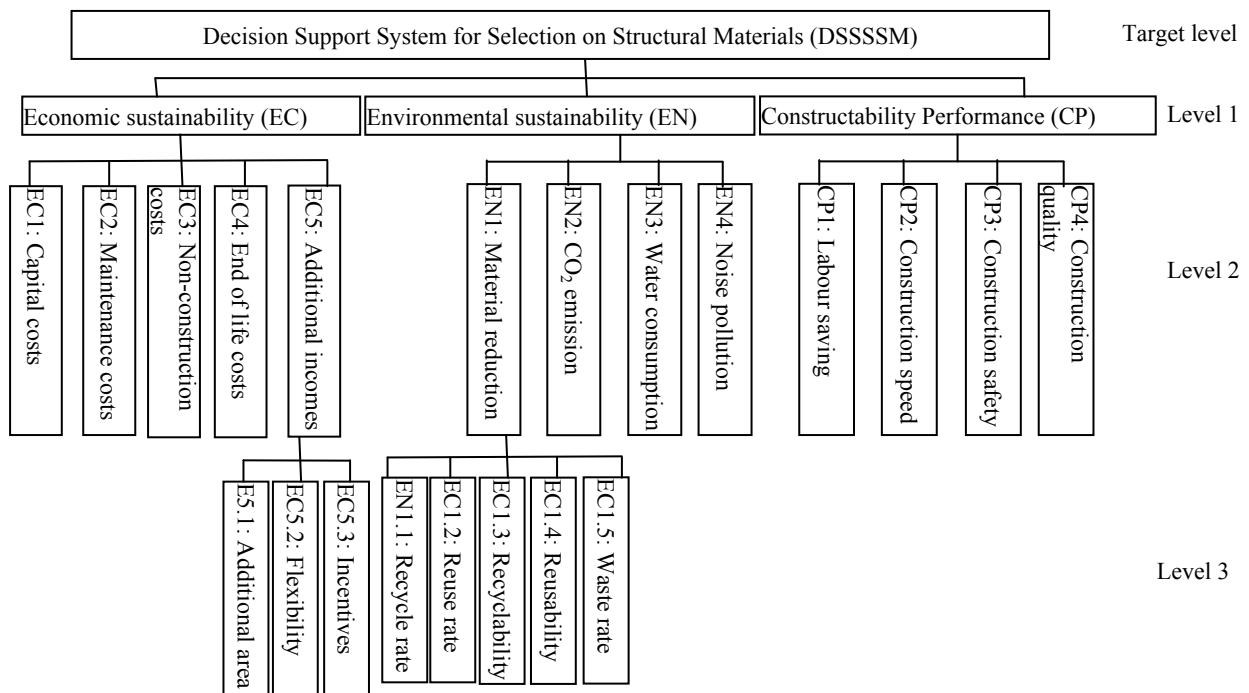 Decision Support System for Selection on Structural Materials (DSSSSM)
Target level
Economic sustainability (EC)
Environmental sustainability (EN)
Constructability Performance (CP)
Level 1
EC1: Capital costs
EC2: Maintenance costs
EC3: Non-construction
costs
EC4: End of life costs
EC5: Additional incomes
EN1: Material reduction
EN2: CO₂ emission
EN3: Water consumption
EN4: Noise pollution
CP1: Labour saving
CP2: Construction speed
CP3: Construction safety
CP4: Construction
quality
Level 2
E5.1: Additional area
EC5.2: Flexibility
EC5.3: Incentives
EN1.1: Recycle rate
EC1.2: Reuse rate
EC1.3: Recyclability
EC1.4: Reusability
EC1.5: Waste rate
Level 3